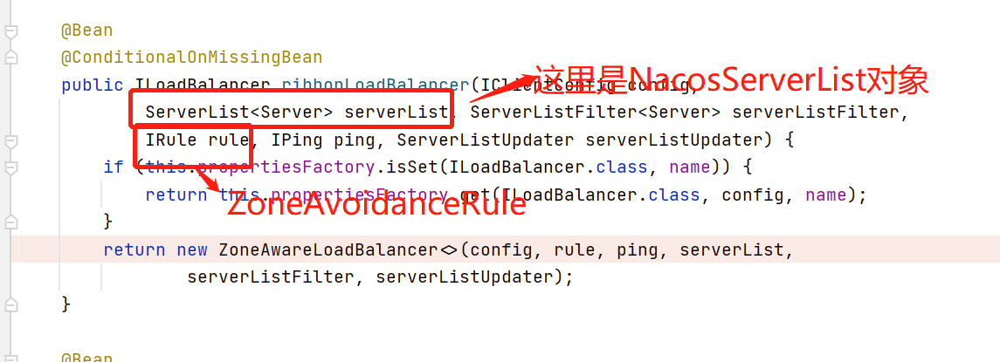 @Bean
@ConditionalOnMissingBean
public ILoadBalancer ribbonLoadBalancer(IClientConfig config,
这里是NacosServerList对象
ServerList<Server> serverList, ServerListFilter<Server> serverListFilter,
IRule rule, IPing ping, ServerListUpdater serverListUpdater) {
if (this.propertiesFactory.isSet(ILoadBalancer.class, name)) {
return this.propertiesFactory.get(ILoadBalancer.class, config, name);
ZoneAvoidanceRule
}
return new ZoneAwareLoadBalancer<>(config, rule, ping, serverList,
serverListFilter, serverListUpdater);
}
@Bean